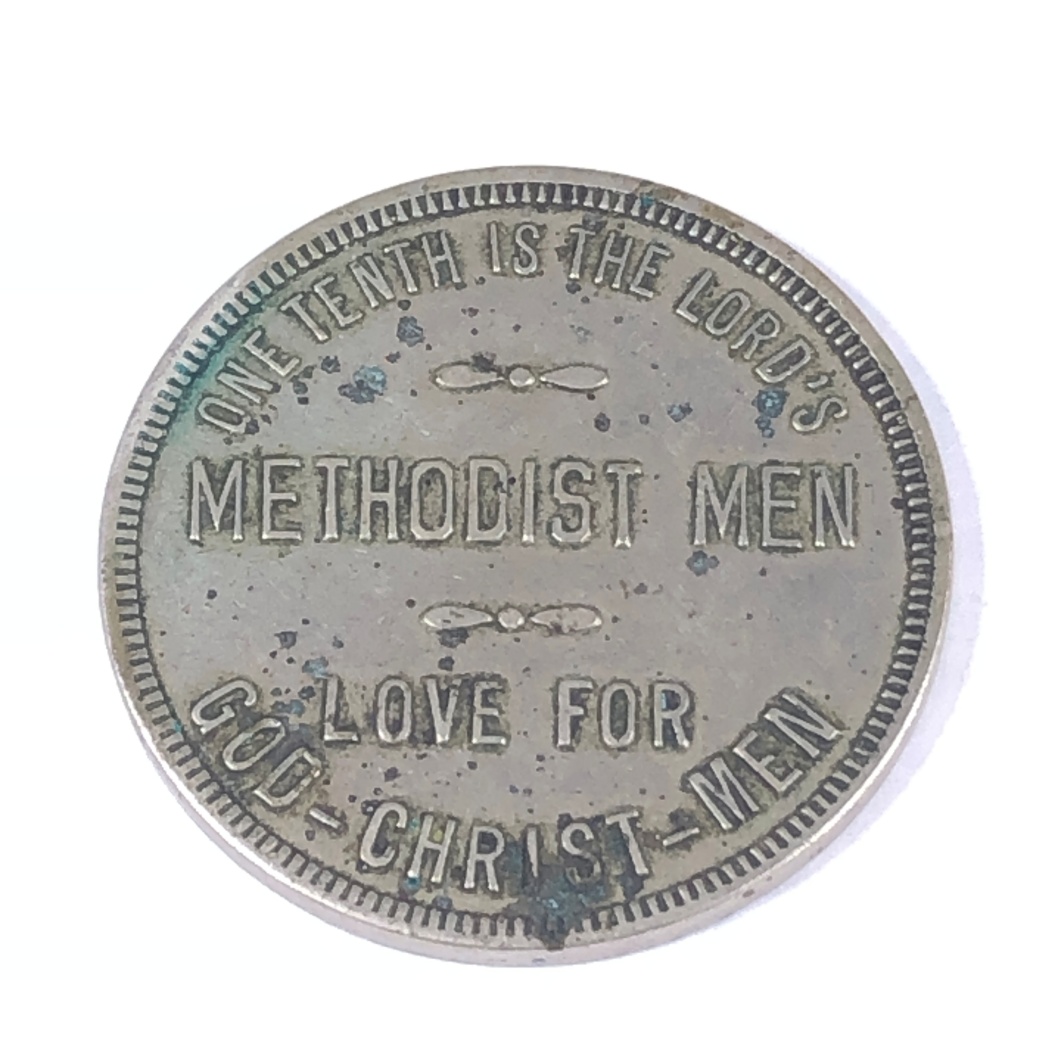 ONE TENTH IS THE LORD'S
METHODIST MEN
LOVE FOR
GOD-CHRIST-MEN